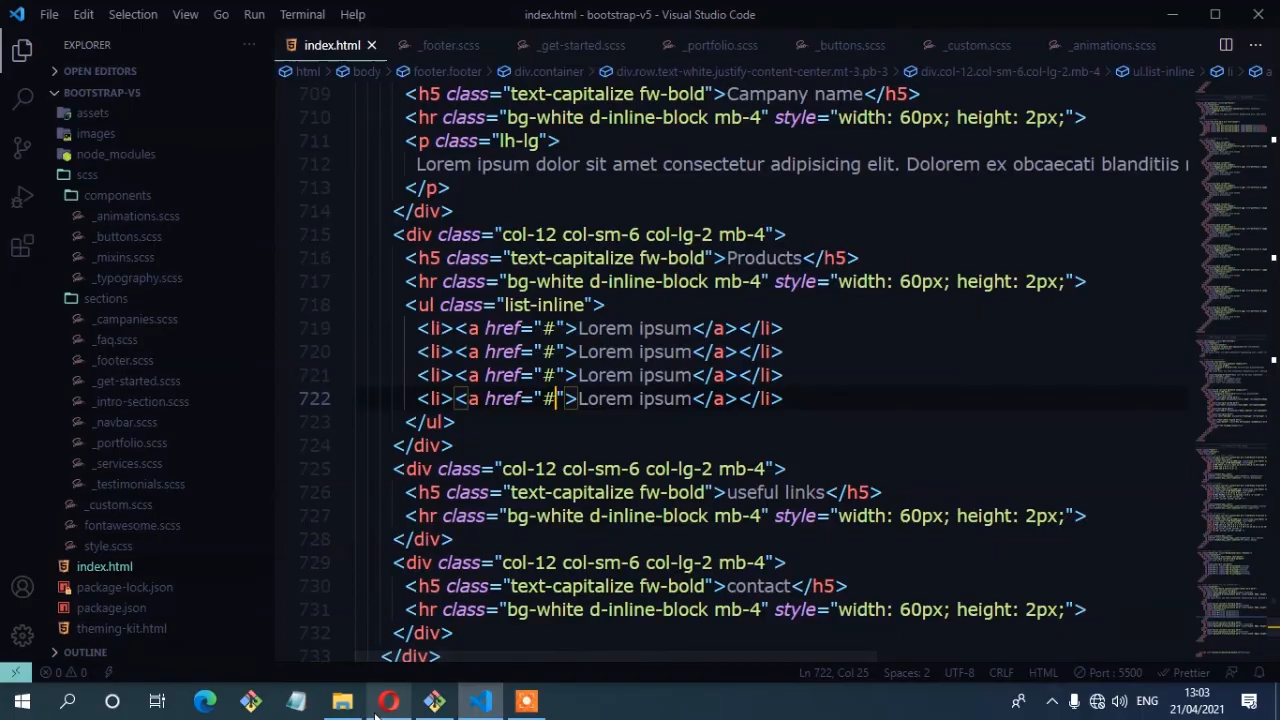 File Edit Selection View Go Run Terminal Help index.html - bootstrap-v5 - Visual Studio Code
EXPLORER ··· index.html _footer.scss _get-started.scss _portfolio.scss _buttons.scss _custom.scss _animations.scss ···
html > body > footer.footer > div.container > div.row.text-white.justify-content-center.mt-3.pb-3 > div.col-12.col-sm-6.col-lg-2.mb-4 > ul.list-inline > li > a
OPEN EDITORS
BOOTSTRAP-V5
assets
images
node_modules
scss
components
_animations.scss
_buttons.scss
_mixins.scss
_typography.scss
sections
_campanies.scss
_faq.scss
_footer.scss
_get-started.scss
_intro-section.scss
_navbar.scss
_portfolio.scss
_services.scss
_testimonials.scss
_custom.scss
fontawesome.scss
style.scss
index.html
package-lock.json
package.json
theming-kit.html
OUTLINE
709 <h5 class="text-capitalize fw-bold">Campany name</h5>
710 <hr class="bg-white d-inline-block mb-4" style="width: 60px; height: 2px;">
711 <p class="lh-lg">
712 Lorem ipsum dolor sit amet consectetur adipisicing elit. Dolorem ex obcaecati blanditiis
713 </p>
714 </div>
715 <div class="col-12 col-sm-6 col-lg-2 mb-4">
716 <h5 class="text-capitalize fw-bold">Products</h5>
717 <hr class="bg-white d-inline-block mb-4" style="width: 60px; height: 2px;">
718 <ul class="list-inline">
719 <li><a href="#">Lorem ipsum</a></li>
720 <li><a href="#">Lorem ipsum</a></li>
721 <li><a href="#">Lorem ipsum</a></li>
722 <li><a href="#">Lorem ipsum</a></li>
723 </ul>
724 </div>
725 <div class="col-12 col-sm-6 col-lg-2 mb-4">
726 <h5 class="text-capitalize fw-bold">useful links</h5>
727 <hr class="bg-white d-inline-block mb-4" style="width: 60px; height: 2px;">
728 </div>
729 <div class="col-12 col-sm-6 col-lg-2 mb-4">
730 <h5 class="text-capitalize fw-bold">contact</h5>
731 <hr class="bg-white d-inline-block mb-4" style="width: 60px; height: 2px;">
732 </div>
733 </div>
0 0 Ln 722, Col 25 Spaces: 2 UTF-8 CRLF HTML Port : 5500 Prettier
ENG 13:03
21/04/2021